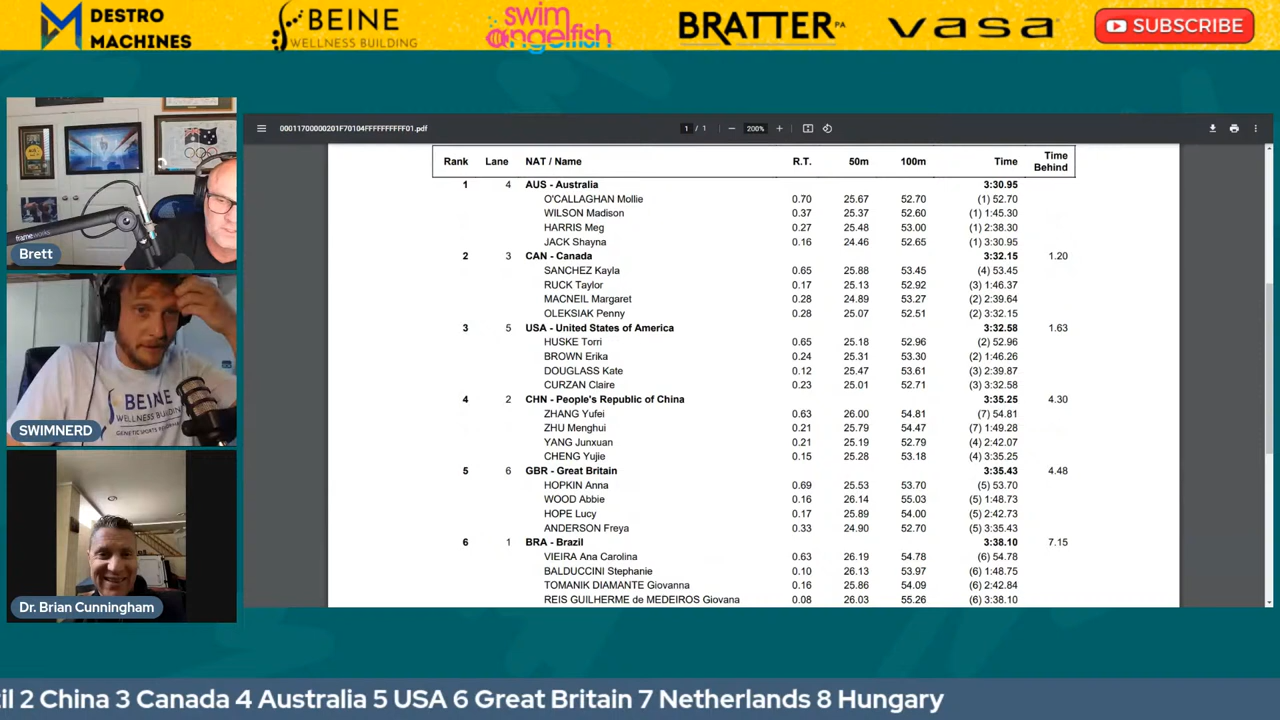 DESTRO
MACHINES
BEINE
WELLNESS BUILDING
swim
angelfish
BRATTER PA
vasa
SUBSCRIBE
00011700000201F70104FFFFFFFFFF01.pdf
1 / 1
200%
Rank Lane NAT / Name R.T. 50m 100m Time Time Behind
1 4 AUS - Australia 3:30.95
O'CALLAGHAN Mollie 0.70 25.67 52.70 (1) 52.70
WILSON Madison 0.37 25.37 52.60 (1) 1:45.30
HARRIS Meg 0.27 25.48 53.00 (1) 2:38.30
JACK Shayna 0.16 24.46 52.65 (1) 3:30.95
2 3 CAN - Canada 3:32.15 1.20
SANCHEZ Kayla 0.65 25.88 53.45 (4) 53.45
RUCK Taylor 0.17 25.13 52.92 (3) 1:46.37
MACNEIL Margaret 0.28 24.89 53.27 (2) 2:39.64
OLEKSIAK Penny 0.28 25.07 52.51 (2) 3:32.15
3 5 USA - United States of America 3:32.58 1.63
HUSKE Torri 0.65 25.18 52.96 (2) 52.96
BROWN Erika 0.24 25.31 53.30 (2) 1:46.26
DOUGLASS Kate 0.12 25.47 53.61 (3) 2:39.87
CURZAN Claire 0.23 25.01 52.71 (3) 3:32.58
4 2 CHN - People's Republic of China 3:35.25 4.30
ZHANG Yufei 0.63 26.00 54.81 (7) 54.81
ZHU Menghui 0.21 25.79 54.47 (7) 1:49.28
YANG Junxuan 0.21 25.19 52.79 (4) 2:42.07
CHENG Yujie 0.15 25.28 53.18 (4) 3:35.25
5 6 GBR - Great Britain 3:35.43 4.48
HOPKIN Anna 0.69 25.53 53.70 (5) 53.70
WOOD Abbie 0.16 26.14 55.03 (5) 1:48.73
HOPE Lucy 0.17 25.89 54.00 (5) 2:42.73
ANDERSON Freya 0.33 24.90 52.70 (5) 3:35.43
6 1 BRA - Brazil 3:38.10 7.15
VIEIRA Ana Carolina 0.63 26.19 54.78 (6) 54.78
BALDUCCINI Stephanie 0.10 26.13 53.97 (6) 1:48.75
TOMANIK DIAMANTE Giovanna 0.16 25.86 54.09 (6) 2:42.84
REIS GUILHERME de MEDEIROS Giovana 0.08 26.03 55.26 (6) 3:38.10
frameworks
Brett
BEINE
WELLNESS BUILDING
SWIMNERD
Dr. Brian Cunningham
il 2 China 3 Canada 4 Australia 5 USA 6 Great Britain 7 Netherlands 8 Hungary